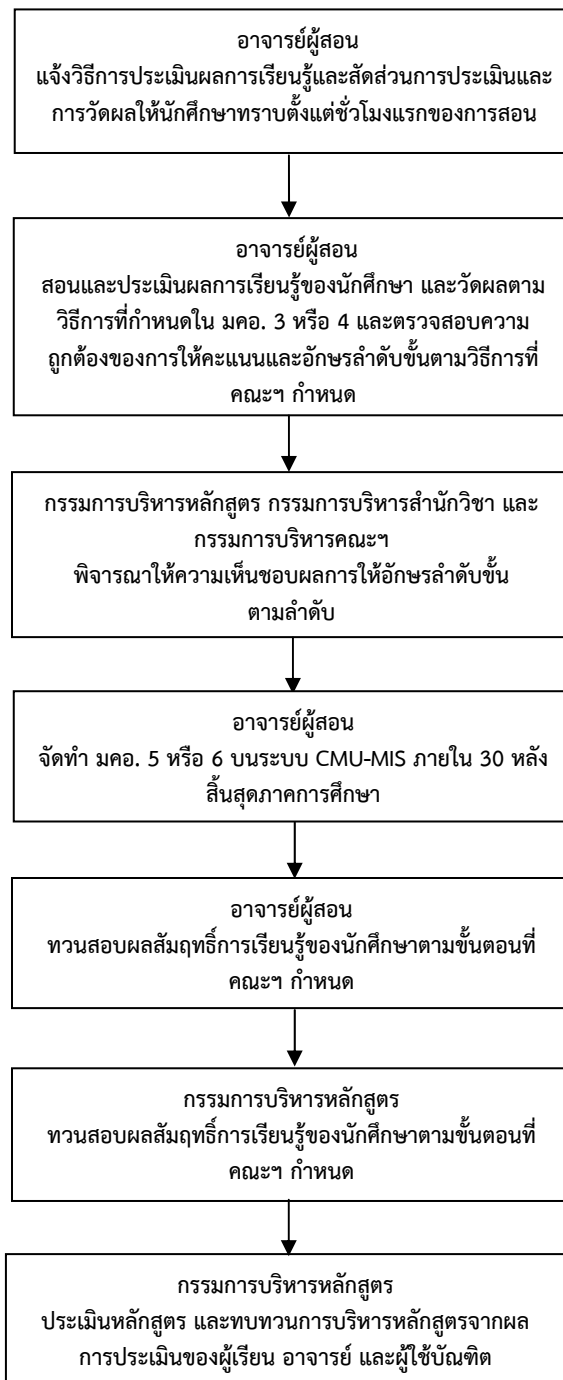 อาจารย์ผู้สอน
แจ้งวิธีการประเมินผลการเรียนรู้และสัดส่วนการประเมินและ
การวัดผลให้นักศึกษาทราบตั้งแต่ชั่วโมงแรกของการสอน
อาจารย์ผู้สอน
สอนและประเมินผลการเรียนรู้ของนักศึกษา และวัดผลตาม
วิธีการที่กำหนดใน มคอ. 3 หรือ 4 และตรวจสอบความ
ถูกต้องของการให้คะแนนและอักษรลำดับขั้นตามวิธีการที่
คณะฯ กำหนด
กรรมการบริหารหลักสูตร กรรมการบริหารสำนักวิชา และ
กรรมการบริหารคณะฯ
พิจารณาให้ความเห็นชอบผลการให้อักษรลำดับขั้น
ตามลำดับ
อาจารย์ผู้สอน
จัดทำ มคอ. 5 หรือ 6 บนระบบ CMU-MIS ภายใน 30 หลัง
สิ้นสุดภาคการศึกษา
อาจารย์ผู้สอน
ทวนสอบผลสัมฤทธิ์การเรียนรู้ของนักศึกษาตามขั้นตอนที่
คณะฯ กำหนด
กรรมการบริหารหลักสูตร
ทวนสอบผลสัมฤทธิ์การเรียนรู้ของนักศึกษาตามขั้นตอนที่
คณะฯ กำหนด
กรรมการบริหารหลักสูตร
ประเมินหลักสูตร และทบทวนการบริหารหลักสูตรจากผล
การประเมินของผู้เรียน อาจารย์ และผู้ใช้บัณฑิต